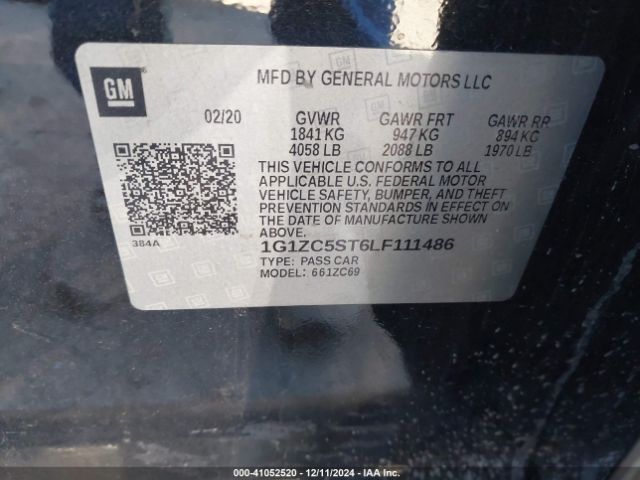 GM
MFD BY GENERAL MOTORS LLC
02/20 GVWR GAWR FRT GAWR RR
1841 KG 947 KG 894 KG
4058 LB 2088 LB 1970 LB
THIS VEHICLE CONFORMS TO ALL
APPLICABLE U.S. FEDERAL MOTOR
VEHICLE SAFETY, BUMPER, AND THEFT
PREVENTION STANDARDS IN EFFECT ON
THE DATE OF MANUFACTURE SHOWN
ABOVE.
384A
1G1ZC5ST6LF111486
TYPE: PASS CAR
MODEL: 661ZC69
000-41052520 - 12/11/2024 - IAA Inc.